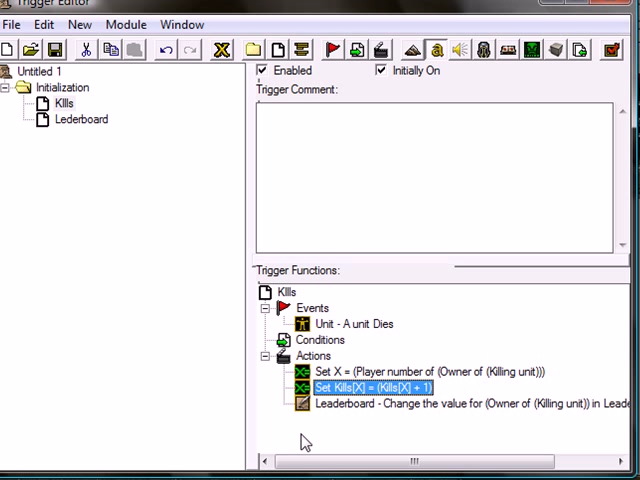 Trigger Editor
File Edit New Module Window
Untitled 1
Initialization
KIlls
Lederboard
Enabled Initially On
Trigger Comment:
Trigger Functions:
KIlls
Events
Unit - A unit Dies
Conditions
Actions
Set X = (Player number of (Owner of (Killing unit)))
Set Kills[X] = (Kills[X] + 1)
Leaderboard - Change the value for (Owner of (Killing unit)) in Leade